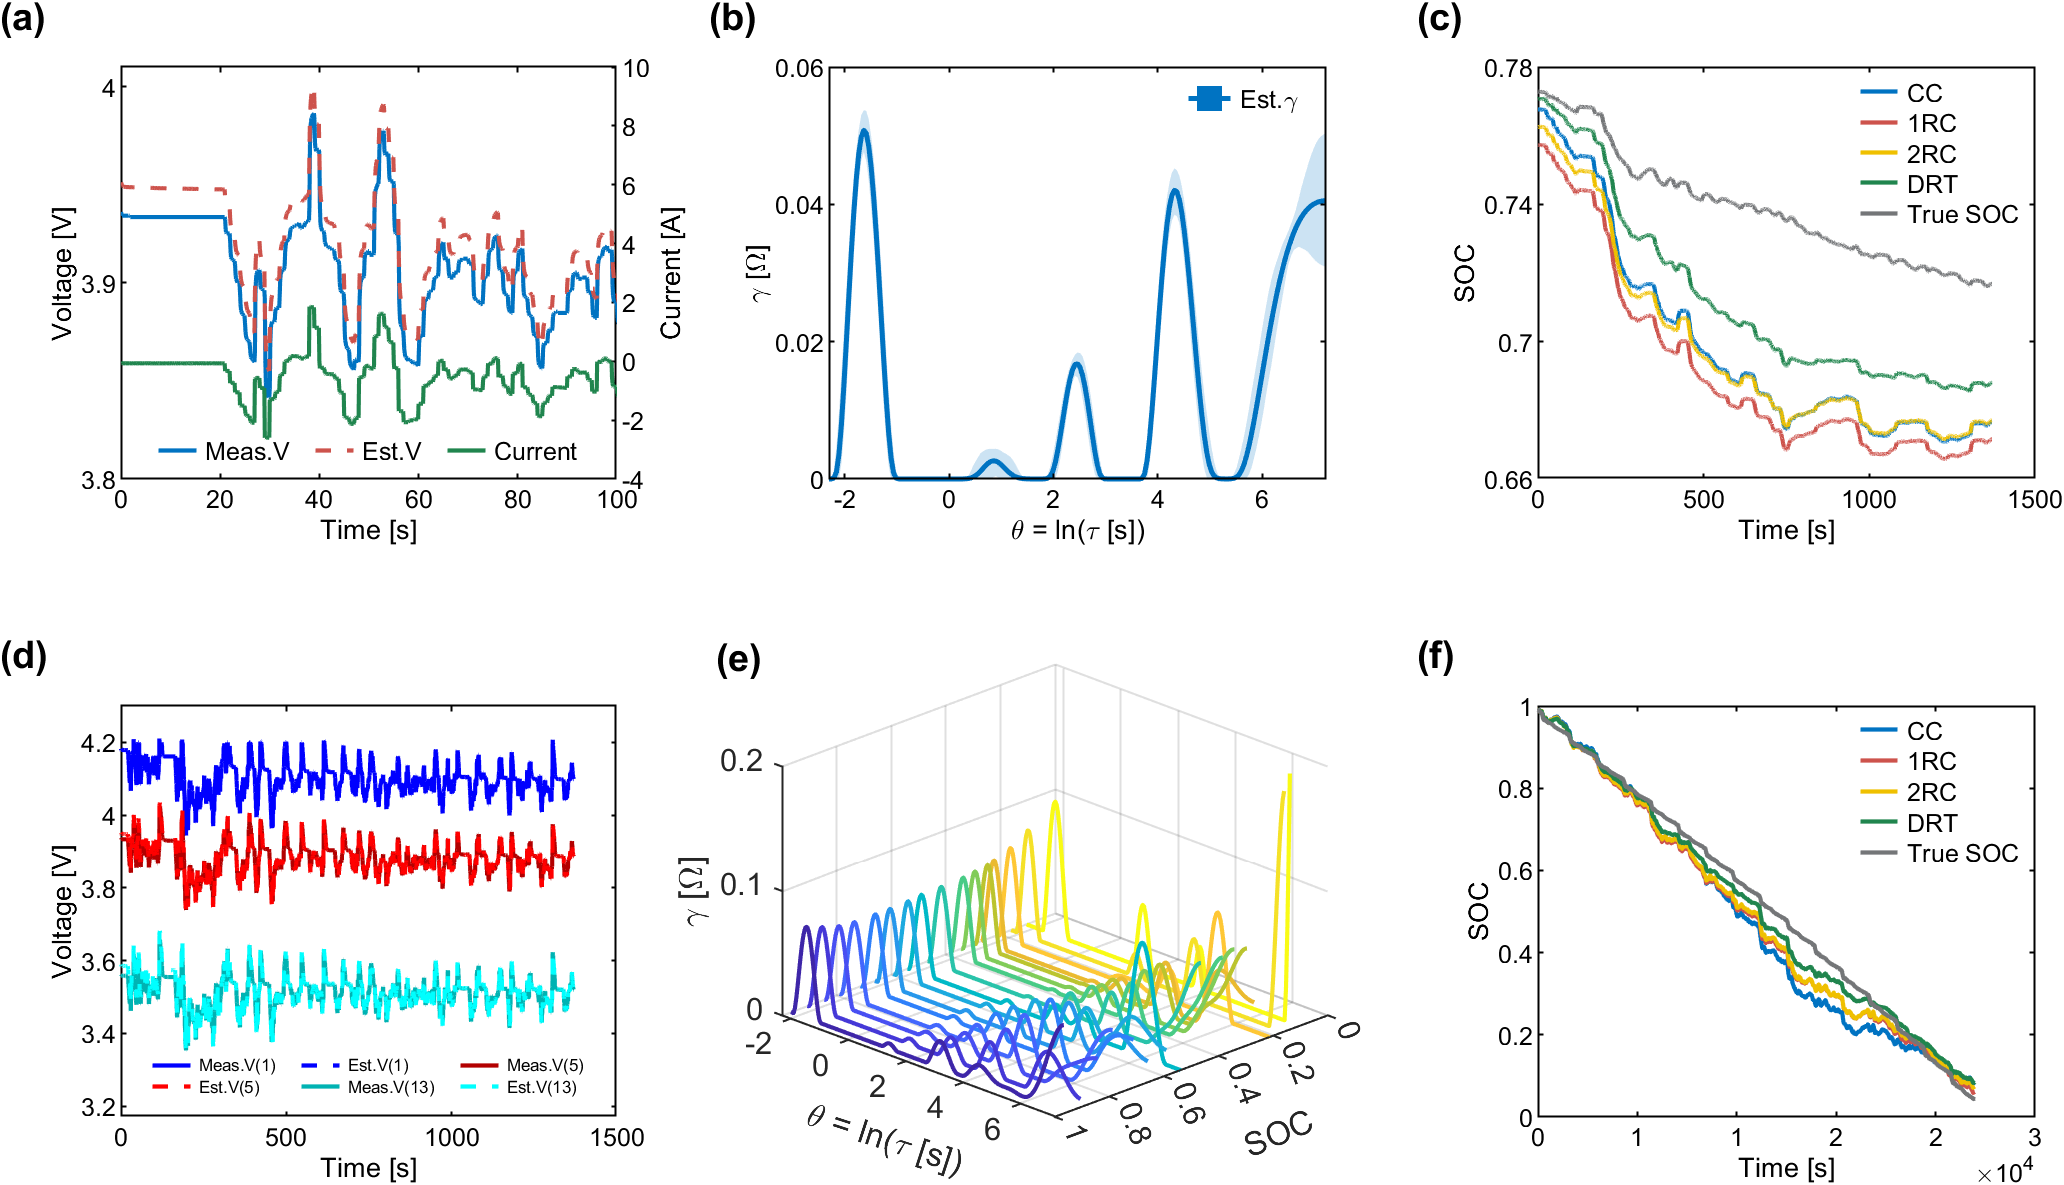 (a)
4
3.9
3.8
Voltage [V]
10
8
6
4
2
0
-2
-4
Current [A]
Meas.V
Est.V
Current
0
20
40
60
80
100
Time [s]
(b)
0.06
0.04
0.02
0
γ [Ω]
Est.γ
-2
0
2
4
6
θ = ln(τ [s])
(c)
0.78
0.74
0.7
0.66
SOC
CC
1RC
2RC
DRT
True SOC
0
500
1000
1500
Time [s]
(d)
4.2
4
3.8
3.6
3.4
3.2
Voltage [V]
Meas.V(1)
Est.V(1)
Meas.V(5)
Est.V(5)
Meas.V(13)
Est.V(13)
0
500
1000
1500
Time [s]
(e)
0.2
0.1
0
γ [Ω]
-2
0
2
4
6
θ = ln(τ [s])
1
0.8
0.6
0.4
0.2
0
SOC
(f)
1
0.8
0.6
0.4
0.2
0
SOC
CC
1RC
2RC
DRT
True SOC
0
1
1
2
2
3
Time [s]
×10⁴